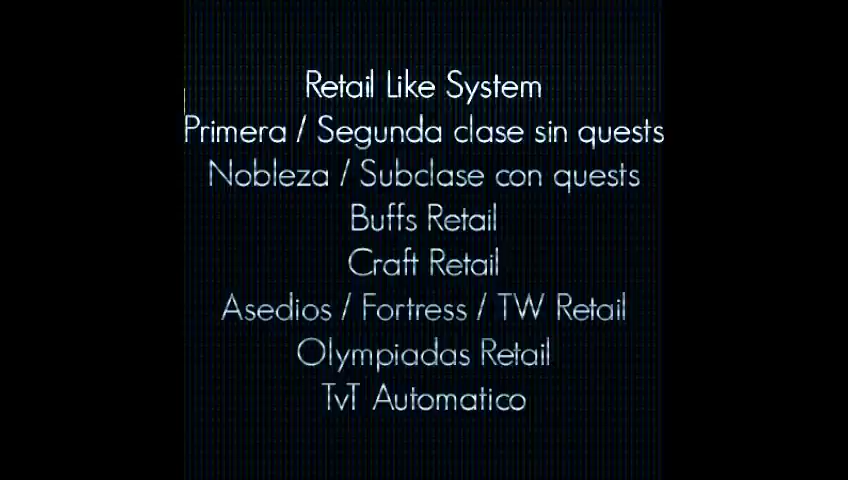 Retail Like System
Primera / Segunda clase sin quests
Nobleza / Subclase con quests
Buffs Retail
Craft Retail
Asedios / Fortress / TW Retail
Olympiadas Retail
TvT Automatico